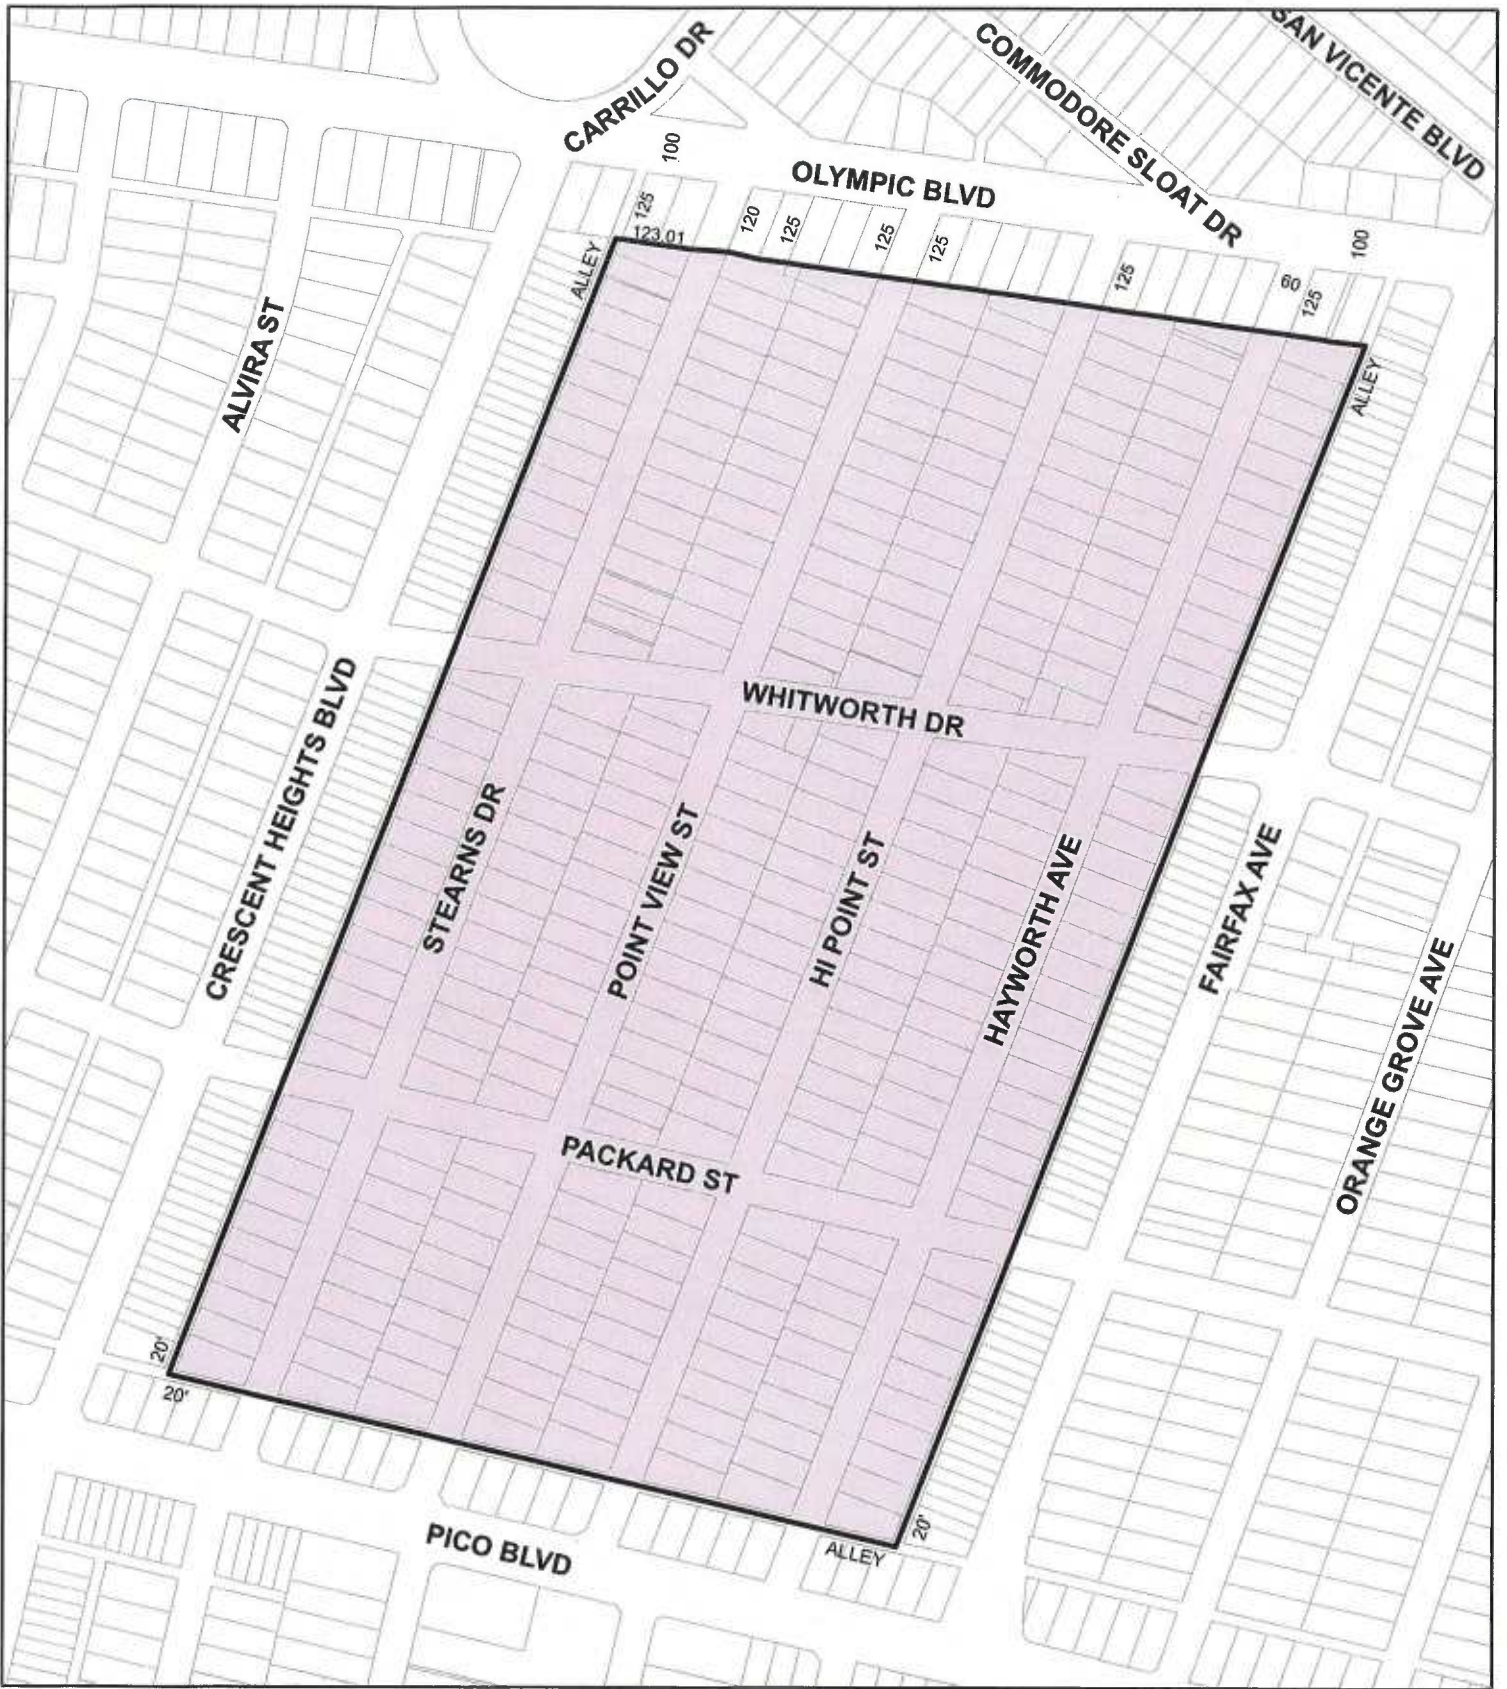 SAN VICENTE BLVD
COMMODORE SLOAT DR
CARRILLO DR
100
OLYMPIC BLVD
125
123.01
120
125
125
125
125
60
125
100
ALLEY
ALLEY
ALVIRA ST
WHITWORTH DR
CRESCENT HEIGHTS BLVD
STEARNS DR
POINT VIEW ST
HI POINT ST
HAYWORTH AVE
FAIRFAX AVE
ORANGE GROVE AVE
PACKARD ST
20'
20'
20'
ALLEY
PICO BLVD